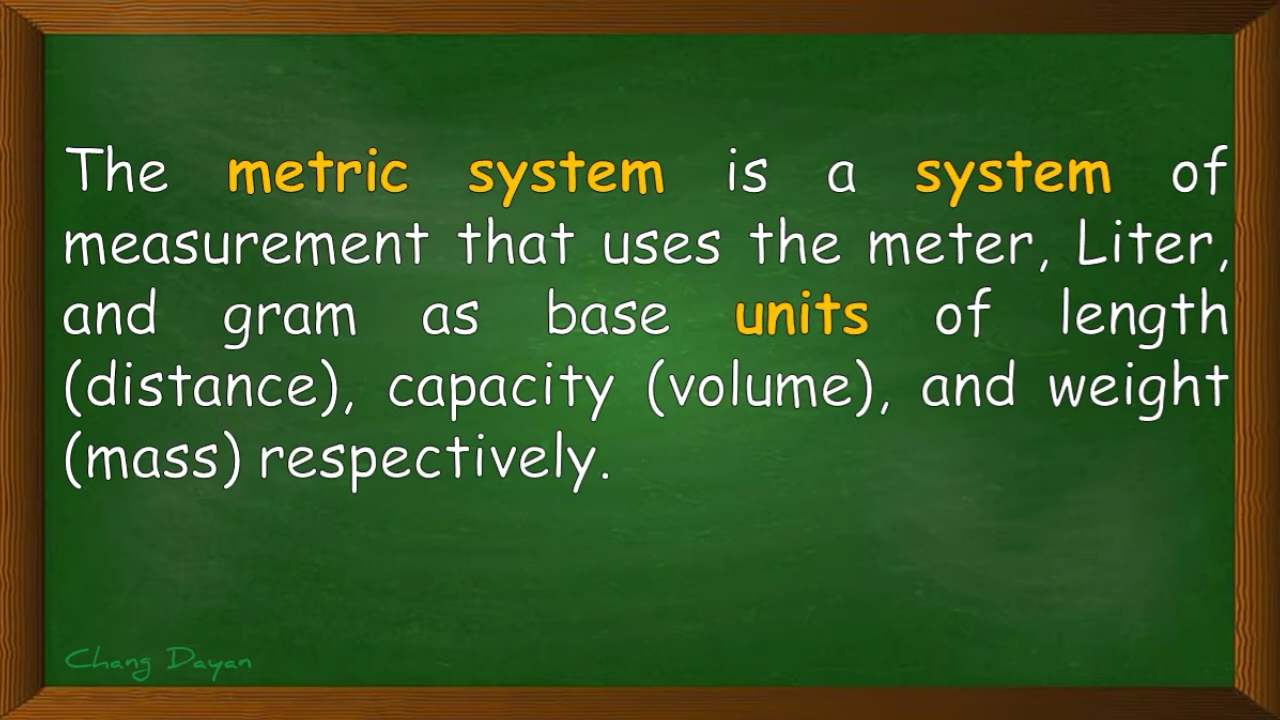 The metric system is a system of
measurement that uses the meter, Liter,
and gram as base units of length
(distance), capacity (volume), and weight
(mass) respectively.
Chang Dayan